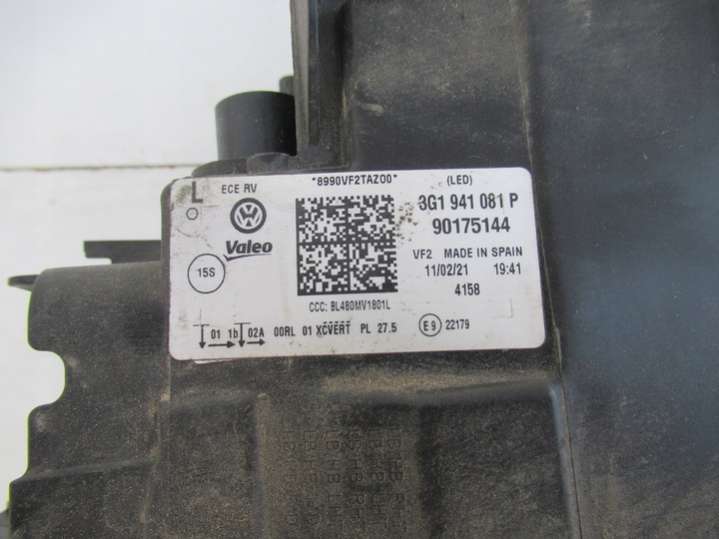 L ECE RV *8990VF2TAZ00* (LED)
3G1 941 081 P
Valeo 90175144
VF2 MADE IN SPAIN
15S 11/02/21 19:41
4158
CCC: BL480MV1801L
01 1b 02A 00RL 01 XCVERT PL 27.5 E9 22179